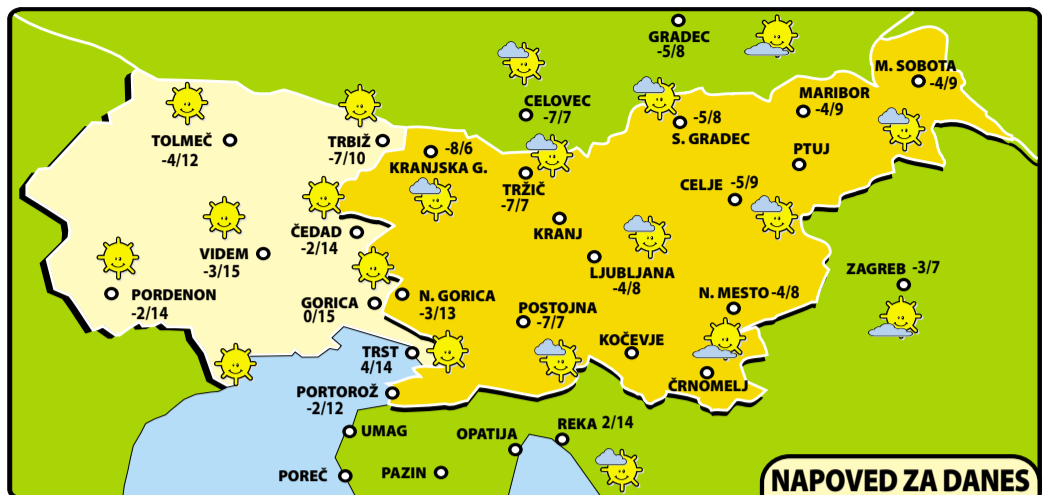 GRADEC
-5/8
M. SOBOTA
-4/9
MARIBOR
-4/9
CELOVEC
-7/7
-5/8
S. GRADEC
TOLMEČ
-4/12
TRBIŽ
-7/10
-8/6
KRANJSKA G.
PTUJ
TRŽIČ
-7/7
CELJE -5/9
KRANJ
ČEDAD
-2/14
VIDEM
-3/15
LJUBLJANA
-4/8
ZAGREB -3/7
PORDENON
-2/14
GORICA
0/15
N. GORICA
-3/13
POSTOJNA
-7/7
N. MESTO -4/8
KOČEVJE
TRST
4/14
ČRNOMELJ
PORTOROŽ
-2/12
UMAG
OPATIJA
REKA 2/14
POREČ
PAZIN
NAPOVED ZA DANES